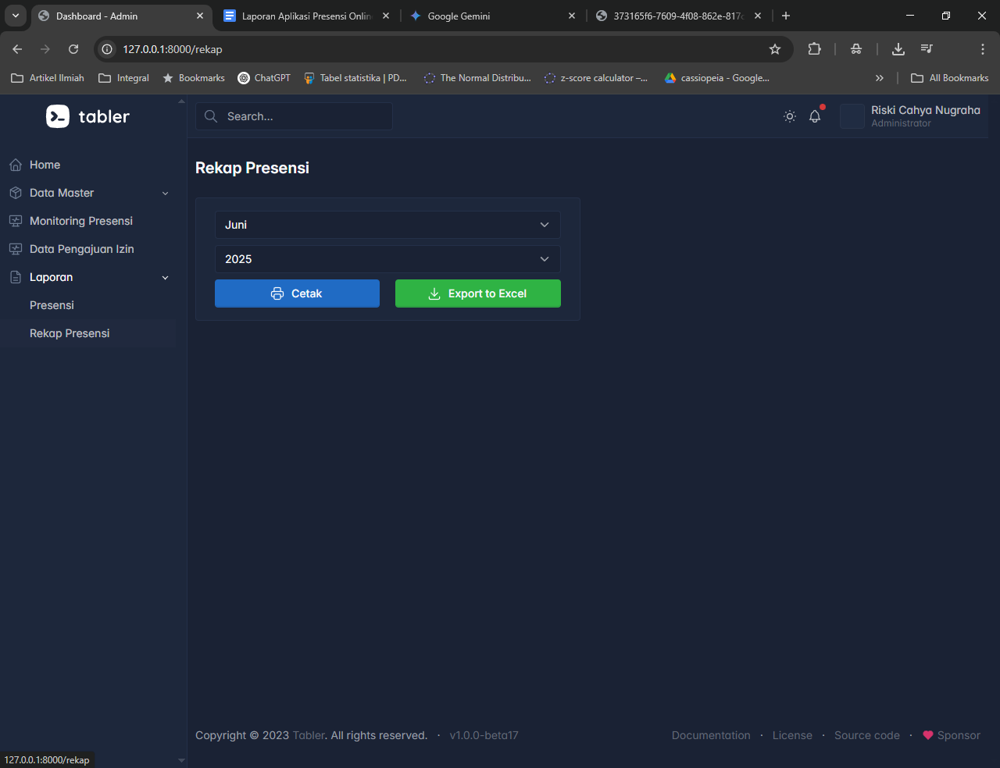 Dashboard - Admin
Laporan Aplikasi Presensi Onlin
Google Gemini
373165f6-7609-4f08-862e-817c
127.0.0.1:8000/rekap
Artikel Ilmiah
Integral
Bookmarks
ChatGPT
Tabel statistika | PD...
The Normal Distribu...
z-score calculator –...
cassiopeia - Google...
All Bookmarks
tabler
Search...
Riski Cahya Nugraha
Administrator
Home
Data Master
Monitoring Presensi
Data Pengajuan Izin
Laporan
Presensi
Rekap Presensi
Rekap Presensi
Juni
2025
Cetak
Export to Excel
Copyright © 2023 Tabler. All rights reserved. · v1.0.0-beta17
Documentation · License · Source code · Sponsor
127.0.0.1:8000/rekap